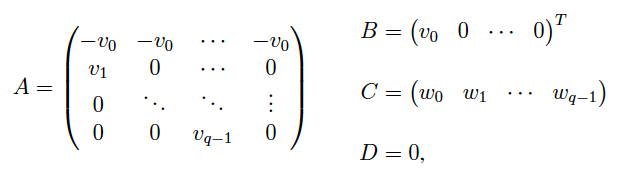 A = \begin{pmatrix} -v_0 & -v_0 & \cdots & -v_0 \\ v_1 & 0 & \cdots & 0 \\ 0 & \ddots & \ddots & \vdots \\ 0 & 0 & v_{q-1} & 0 \end{pmatrix}
B = \begin{pmatrix} v_0 & 0 & \cdots & 0 \end{pmatrix}^T
C = \begin{pmatrix} w_0 & w_1 & \cdots & w_{q-1} \end{pmatrix}
D = 0,